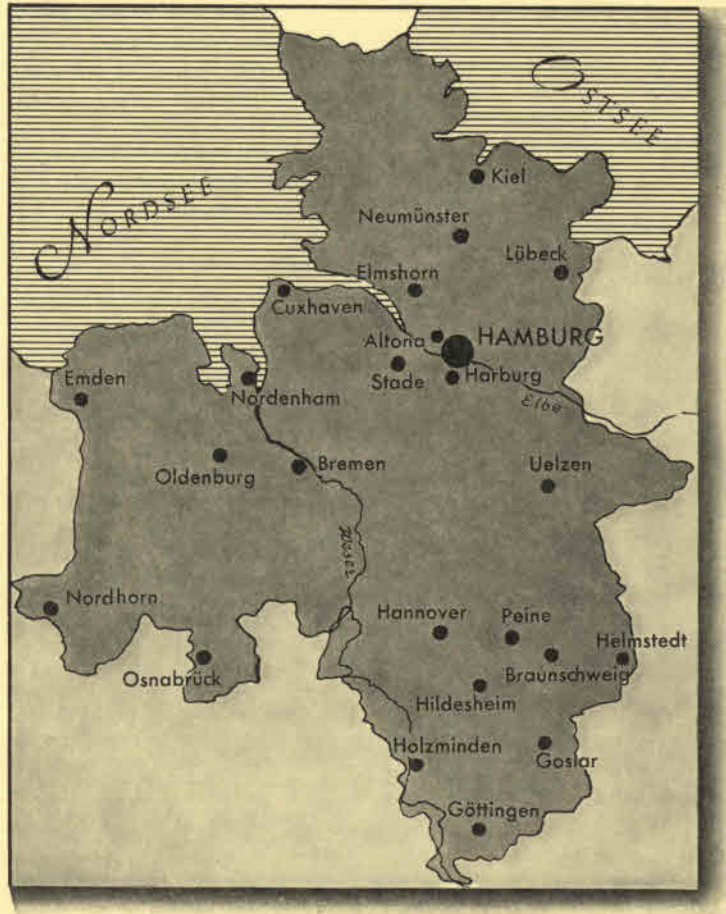 OSTSEE
NORDSEE
Kiel
Neumünster
Lübeck
Elmshorn
Cuxhaven
Altona
HAMBURG
Stade
Harburg
Emden
Nordenham
Elbe
Oldenburg
Bremen
Uelzen
Weser
Nordhorn
Hannover
Peine
Helmstedt
Osnabrück
Braunschweig
Hildesheim
Holzminden
Goslar
Göttingen